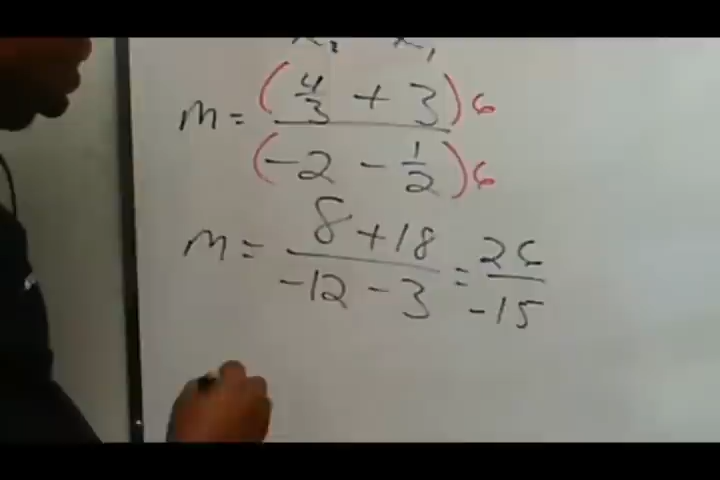 x₂ x₁
m = (4/3 + 3)6 / (-2 - 1/2)6
m = 8 + 18 / -12 - 3 = 26 / -15